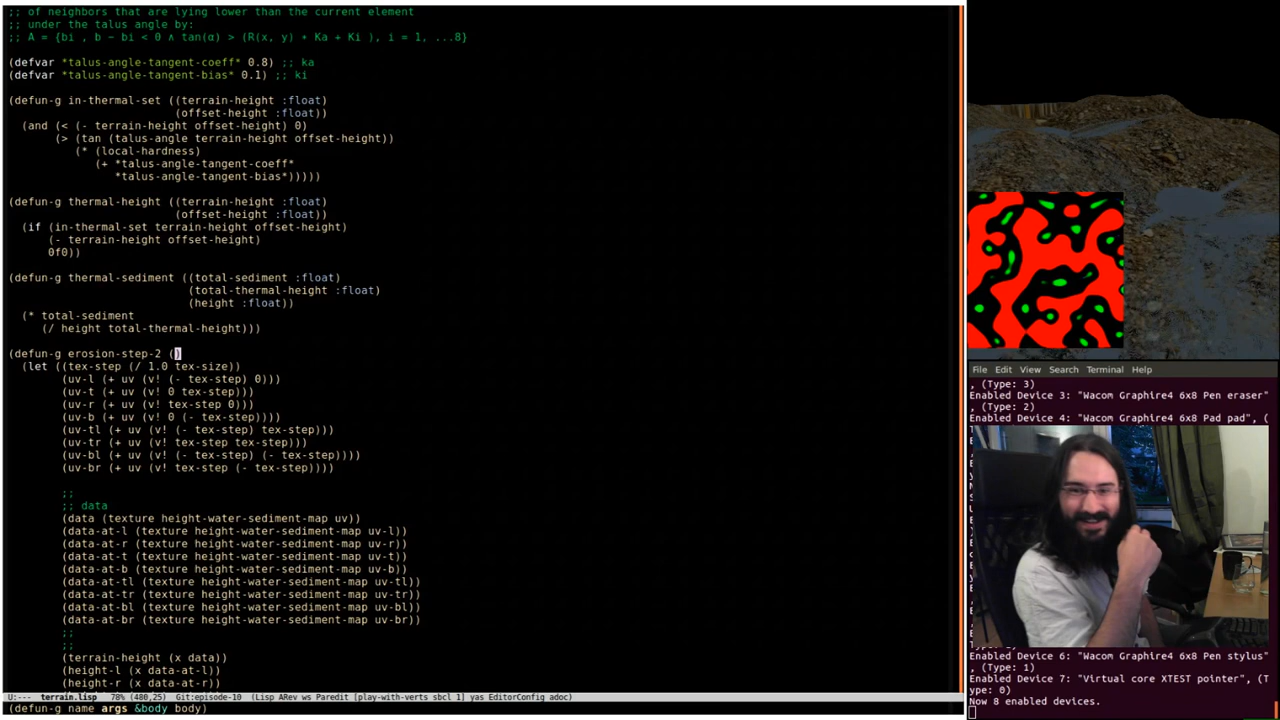 ;; of neighbors that are lying lower than the current element
;; under the talus angle by:
;; A = {bi , b − bi < 0 ∧ tan(α) > (R(x, y) ∗ Ka + Ki ), i = 1, ...8}
(defvar *talus-angle-tangent-coeff* 0.8) ;; ka
(defvar *talus-angle-tangent-bias* 0.1) ;; ki
(defun-g in-thermal-set ((terrain-height :float)
(offset-height :float))
(and (< (- terrain-height offset-height) 0)
(> (tan (talus-angle terrain-height offset-height))
(* (local-hardness)
(+ *talus-angle-tangent-coeff*
*talus-angle-tangent-bias*)))))
(defun-g thermal-height ((terrain-height :float)
(offset-height :float))
(if (in-thermal-set terrain-height offset-height)
(- terrain-height offset-height)
0f0))
(defun-g thermal-sediment ((total-sediment :float)
(total-thermal-height :float)
(height :float))
(* total-sediment
(/ height total-thermal-height)))
(defun-g erosion-step-2 ()
(let ((tex-step (/ 1.0 tex-size))
(uv-l (+ uv (v! (- tex-step) 0)))
(uv-t (+ uv (v! 0 tex-step)))
(uv-r (+ uv (v! tex-step 0)))
(uv-b (+ uv (v! 0 (- tex-step))))
(uv-tl (+ uv (v! (- tex-step) tex-step)))
(uv-tr (+ uv (v! tex-step tex-step)))
(uv-bl (+ uv (v! (- tex-step) (- tex-step))))
(uv-br (+ uv (v! tex-step (- tex-step))))
;;
;; data
(data (texture height-water-sediment-map uv))
(data-at-l (texture height-water-sediment-map uv-l))
(data-at-r (texture height-water-sediment-map uv-r))
(data-at-t (texture height-water-sediment-map uv-t))
(data-at-b (texture height-water-sediment-map uv-b))
(data-at-tl (texture height-water-sediment-map uv-tl))
(data-at-tr (texture height-water-sediment-map uv-tr))
(data-at-bl (texture height-water-sediment-map uv-bl))
(data-at-br (texture height-water-sediment-map uv-br))
;;
;;
(terrain-height (x data))
(height-l (x data-at-l))
(height-r (x data-at-r))
U:--- terrain.lisp 78% (480,25) Git:episode-10 (Lisp ARev Paredit [play-with-verts sbcl 1] yas EditorConfig adoc)
(defun-g name args &body body)
File Edit View Search Terminal Help
, (Type: 3)
Enabled Device 3: "Wacom Graphire4 6x8 Pen eraser"
, (Type: 2)
Enabled Device 4: "Wacom Graphire4 6x8 Pad pad", (
Enabled Device 6: "Wacom Graphire4 6x8 Pen stylus"
, (Type: 1)
Enabled Device 7: "Virtual core XTEST pointer", (T
ype: 0)
Now 8 enabled devices.